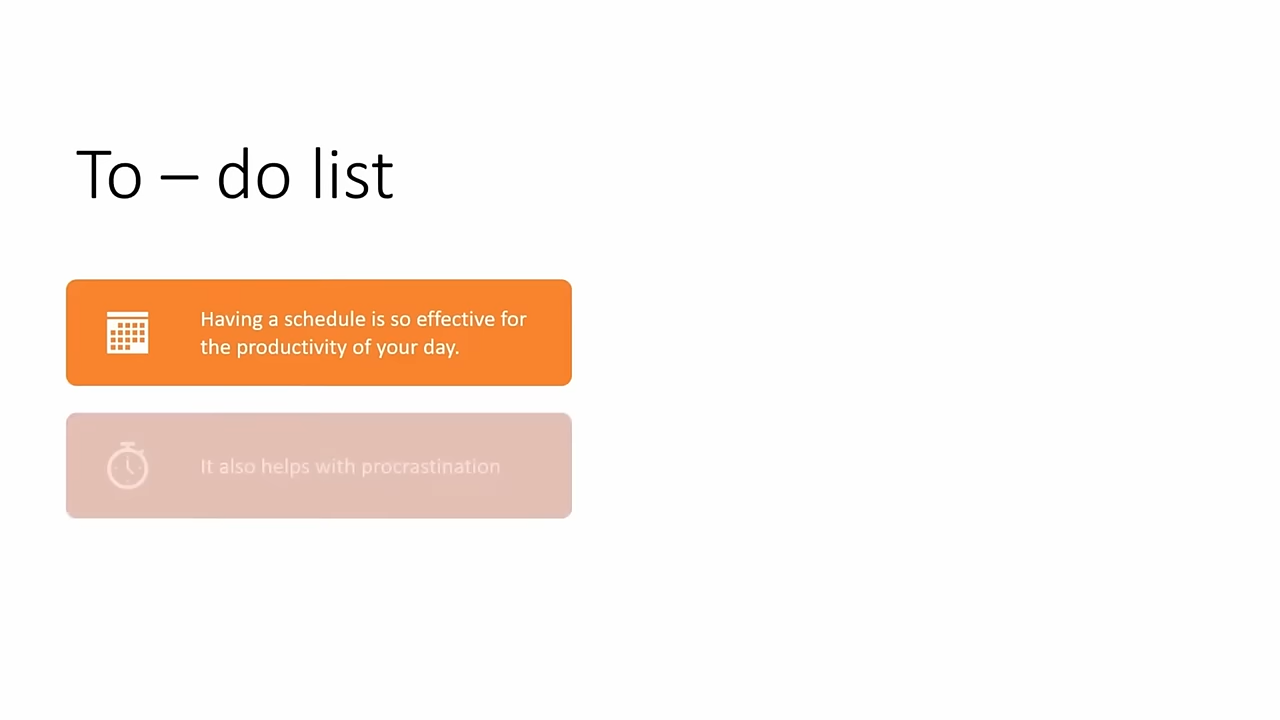 To – do list
Having a schedule is so effective for
the productivity of your day.
It also helps with procrastination